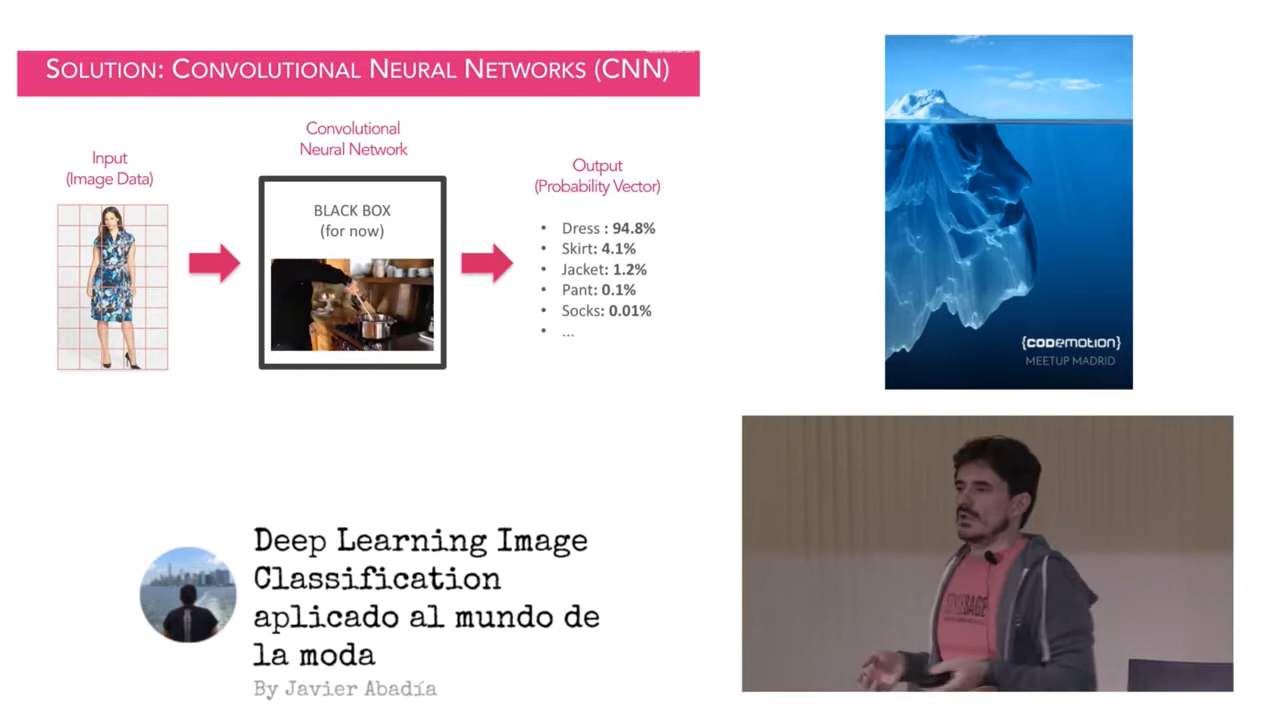 SOLUTION: CONVOLUTIONAL NEURAL NETWORKS (CNN)
Input
(Image Data)
Convolutional
Neural Network
BLACK BOX
(for now)
Output
(Probability Vector)
• Dress : 94.8%
• Skirt: 4.1%
• Jacket: 1.2%
• Pant: 0.1%
• Socks: 0.01%
• ...
{CODEMOTION}
MEETUP MADRID
Deep Learning Image
Classification
aplicado al mundo de
la moda
By Javier Abadía